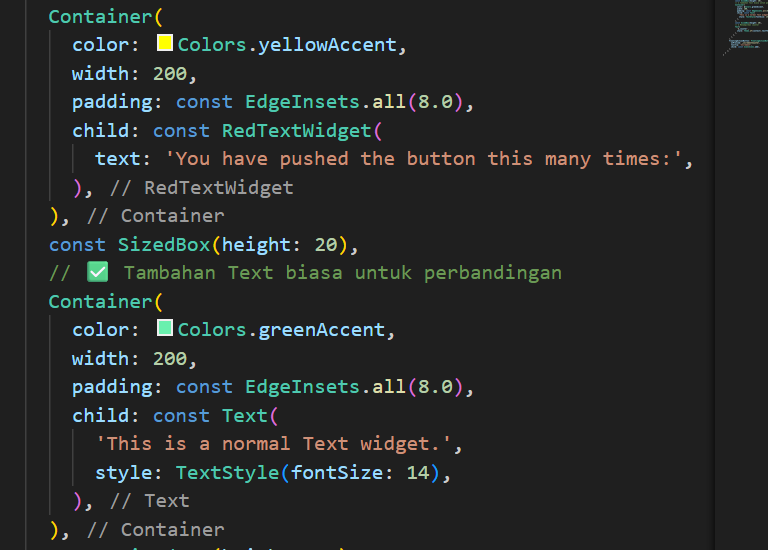 Container(
color: Colors.yellowAccent,
width: 200,
padding: const EdgeInsets.all(8.0),
child: const RedTextWidget(
text: 'You have pushed the button this many times:',
), // RedTextWidget
), // Container
const SizedBox(height: 20),
// ✅ Tambahan Text biasa untuk perbandingan
Container(
color: Colors.greenAccent,
width: 200,
padding: const EdgeInsets.all(8.0),
child: const Text(
'This is a normal Text widget.',
style: TextStyle(fontSize: 14),
), // Text
), // Container